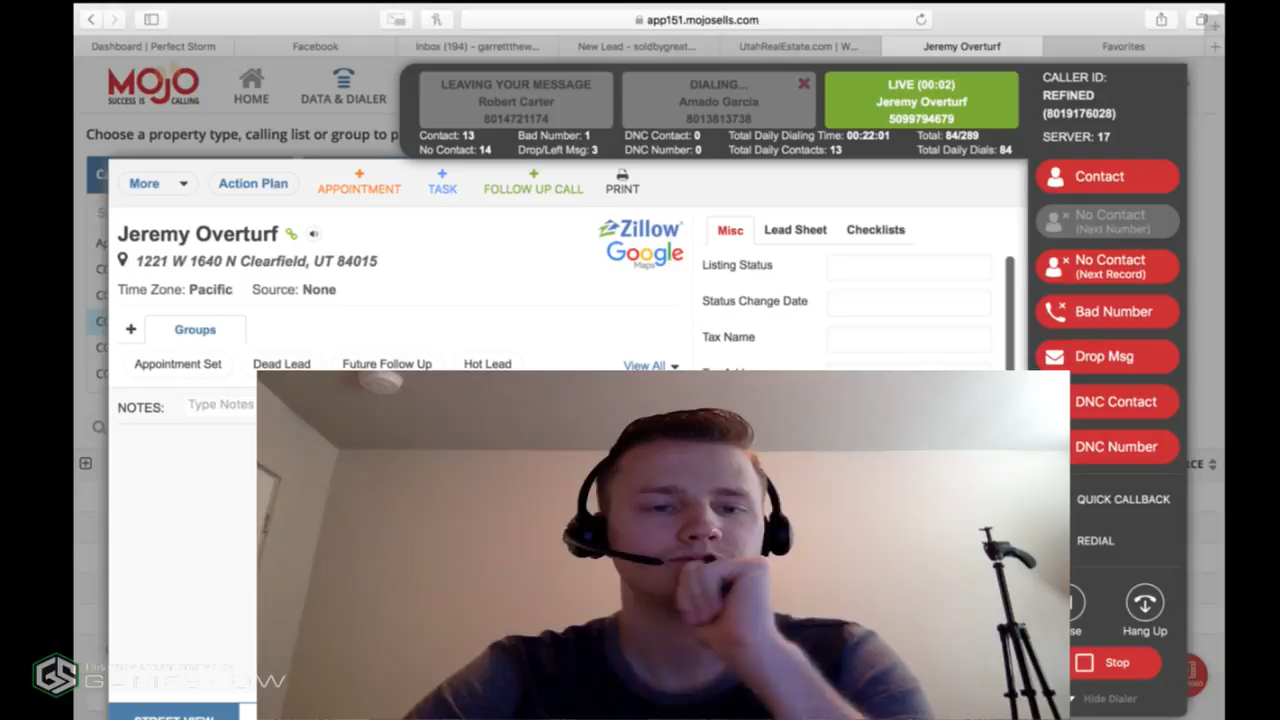 app151.mojosells.com
Dashboard | Perfect Storm
Facebook
Inbox (194) - garrettthew...
New Lead - soldbygreat...
UtahRealEstate.com | W...
Jeremy Overturf
Favorites
MOJO
SUCCESS IS CALLING
HOME
DATA & DIALER
Choose a property type, calling list or group to p
LEAVING YOUR MESSAGE
Robert Carter
8014721174
DIALING...
Amado Garcia
8013813738
LIVE (00:02)
Jeremy Overturf
5099794679
Contact: 13
Bad Number: 1
DNC Contact: 0
Total Daily Dialing Time: 00:22:01
Total: 84/289
No Contact: 14
Drop/Left Msg: 3
DNC Number: 0
Total Daily Contacts: 13
Total Daily Dials: 84
CALLER ID:
REFINED
(8019176028)
SERVER: 17
Contact
No Contact
(Next Number)
No Contact
(Next Record)
Bad Number
Drop Msg
DNC Contact
DNC Number
QUICK CALLBACK
REDIAL
se
Hang Up
Stop
Hide Dialer
More
Action Plan
APPOINTMENT
TASK
FOLLOW UP CALL
PRINT
Jeremy Overturf
1221 W 1640 N Clearfield, UT 84015
Time Zone: Pacific
Source: None
Zillow
Google
Maps
Misc
Lead Sheet
Checklists
Listing Status
Status Change Date
Tax Name
Groups
Appointment Set
Dead Lead
Future Follow Up
Hot Lead
View All
NOTES:
Type Notes
STREET VIEW
RCE
GS